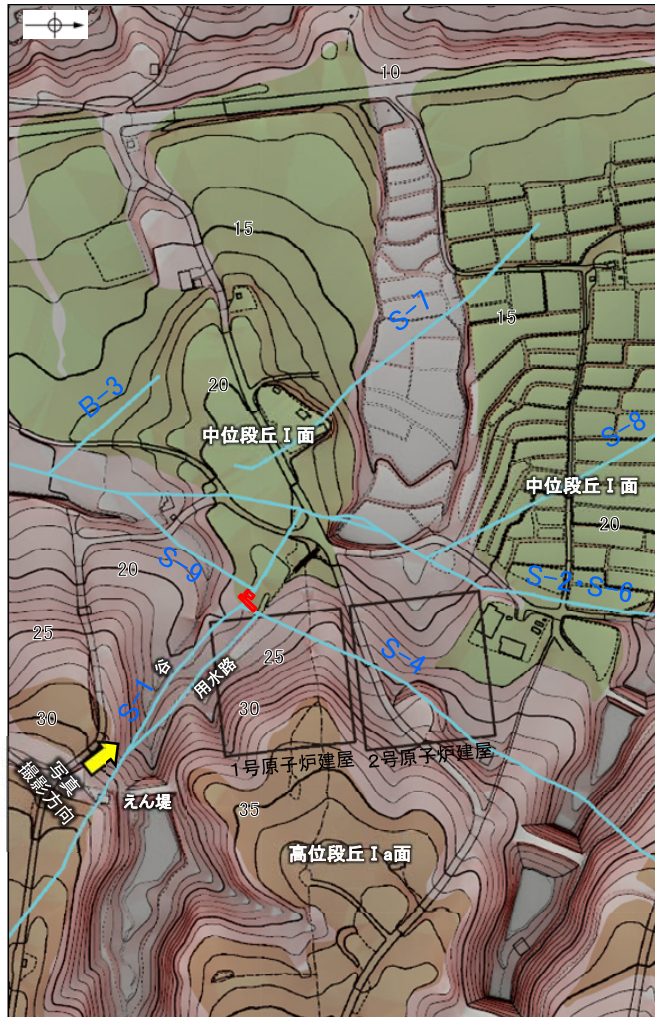 10
15
S-7
15
B-3
20
中位段丘Ⅰ面
S-8
中位段丘Ⅰ面
20
S-9
20
S-2・S-6
25
S-4
谷
25
用水路
S-1
30
30
1号原子炉建屋
2号原子炉建屋
写真
撮影方向
えん堤
35
高位段丘Ⅰa面